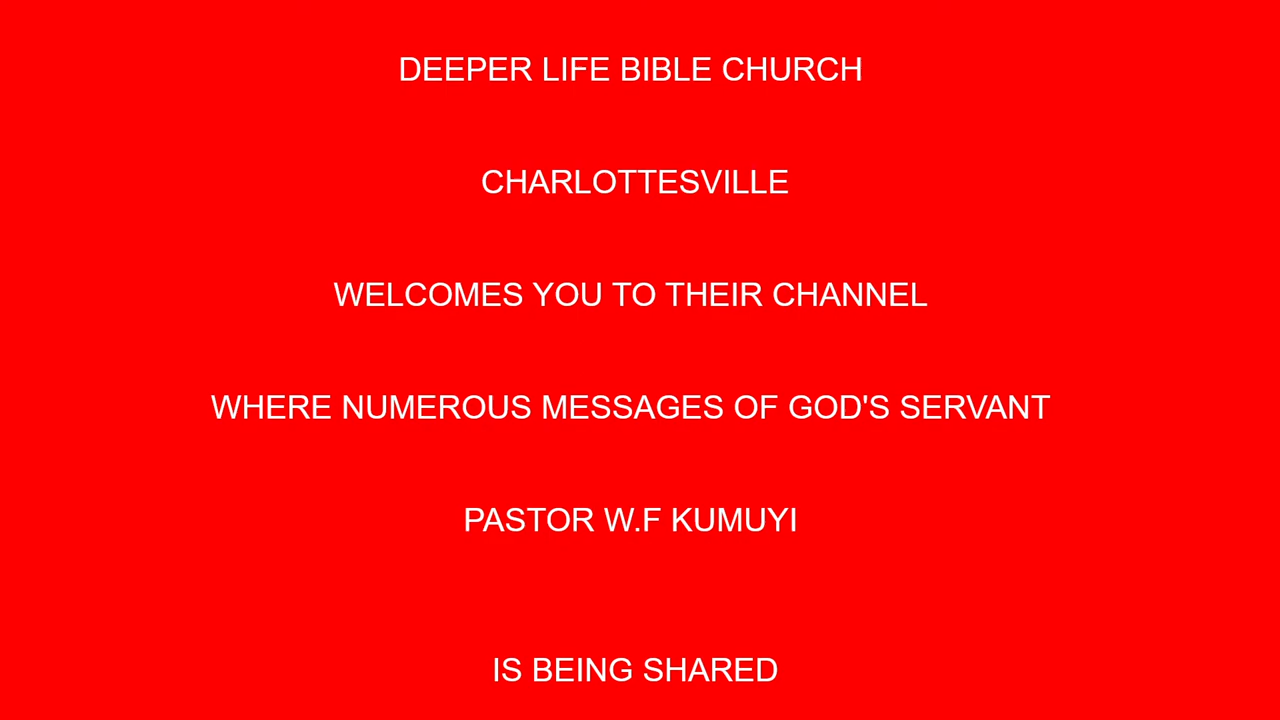 DEEPER LIFE BIBLE CHURCH
CHARLOTTESVILLE
WELCOMES YOU TO THEIR CHANNEL
WHERE NUMEROUS MESSAGES OF GOD'S SERVANT
PASTOR W.F KUMUYI
IS BEING SHARED